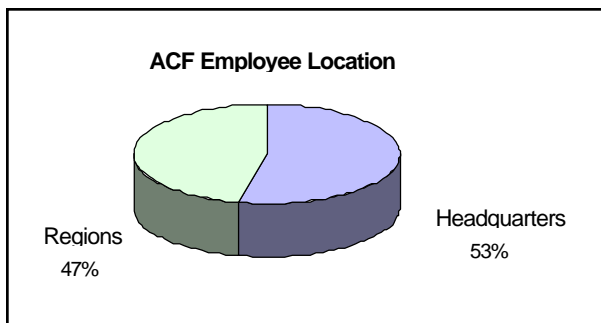 ACF Employee Location
Regions
47%
Headquarters
53%